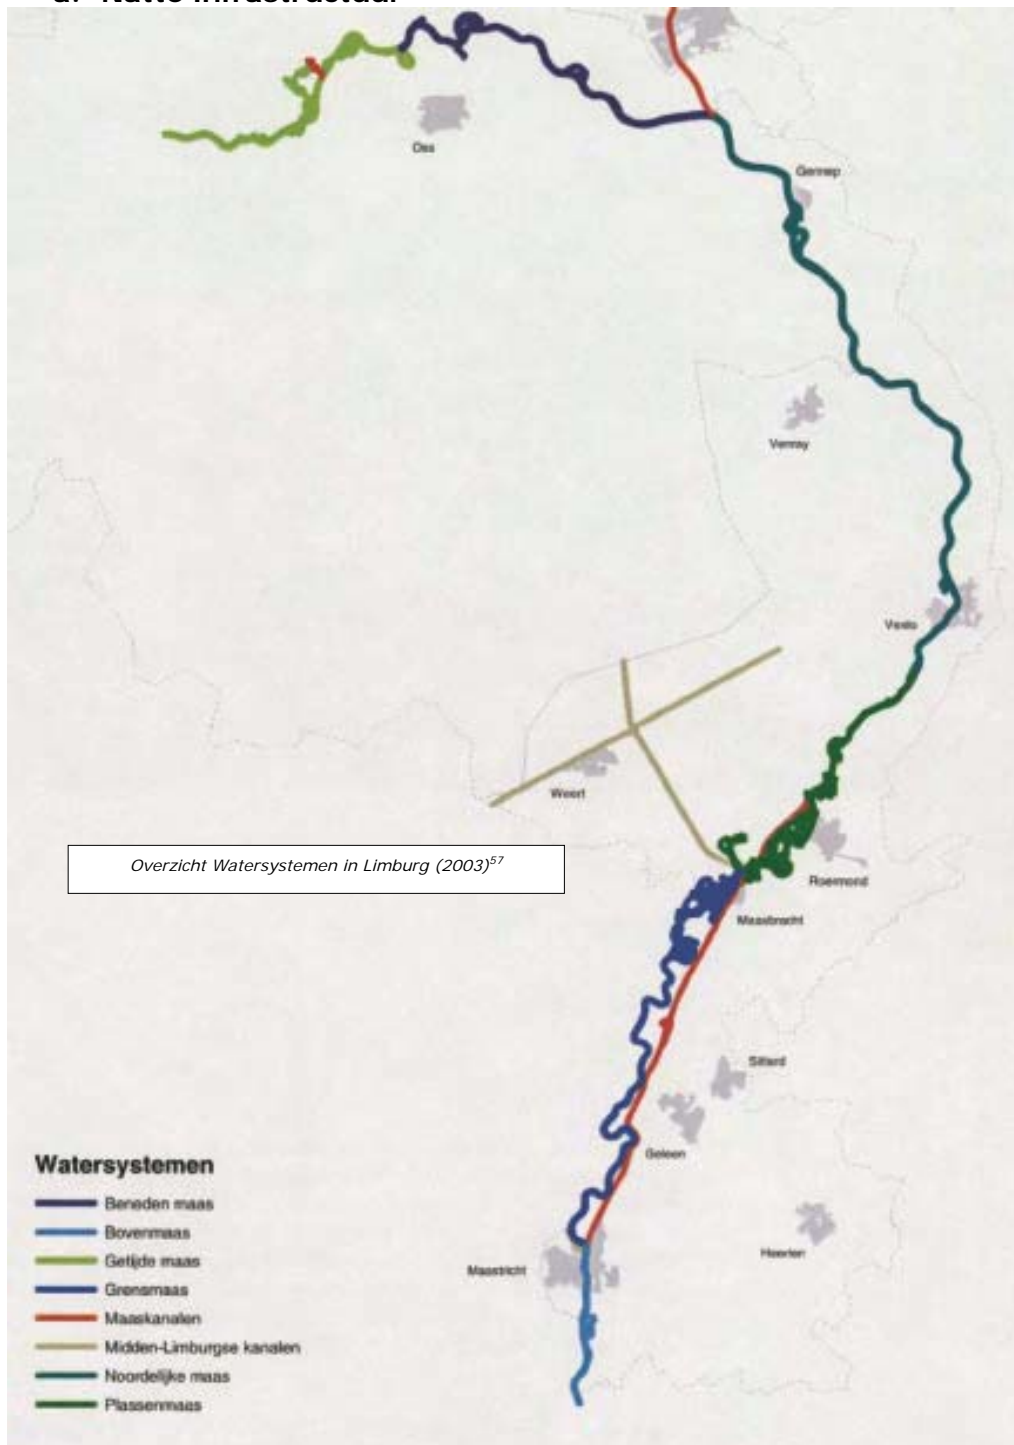 Oss
Gennep
Venray
Venlo
Weert
Overzicht Watersystemen in Limburg (2003)57
Roermond
Maasbracht
Sittard
Geleen
Watersystemen
Beneden maas
Bovenmaas
Getijde maas
Grensmaas
Maaskanalen
Midden-Limburgse kanalen
Noordelijke maas
Plassenmaas
Maastricht
Heerlen